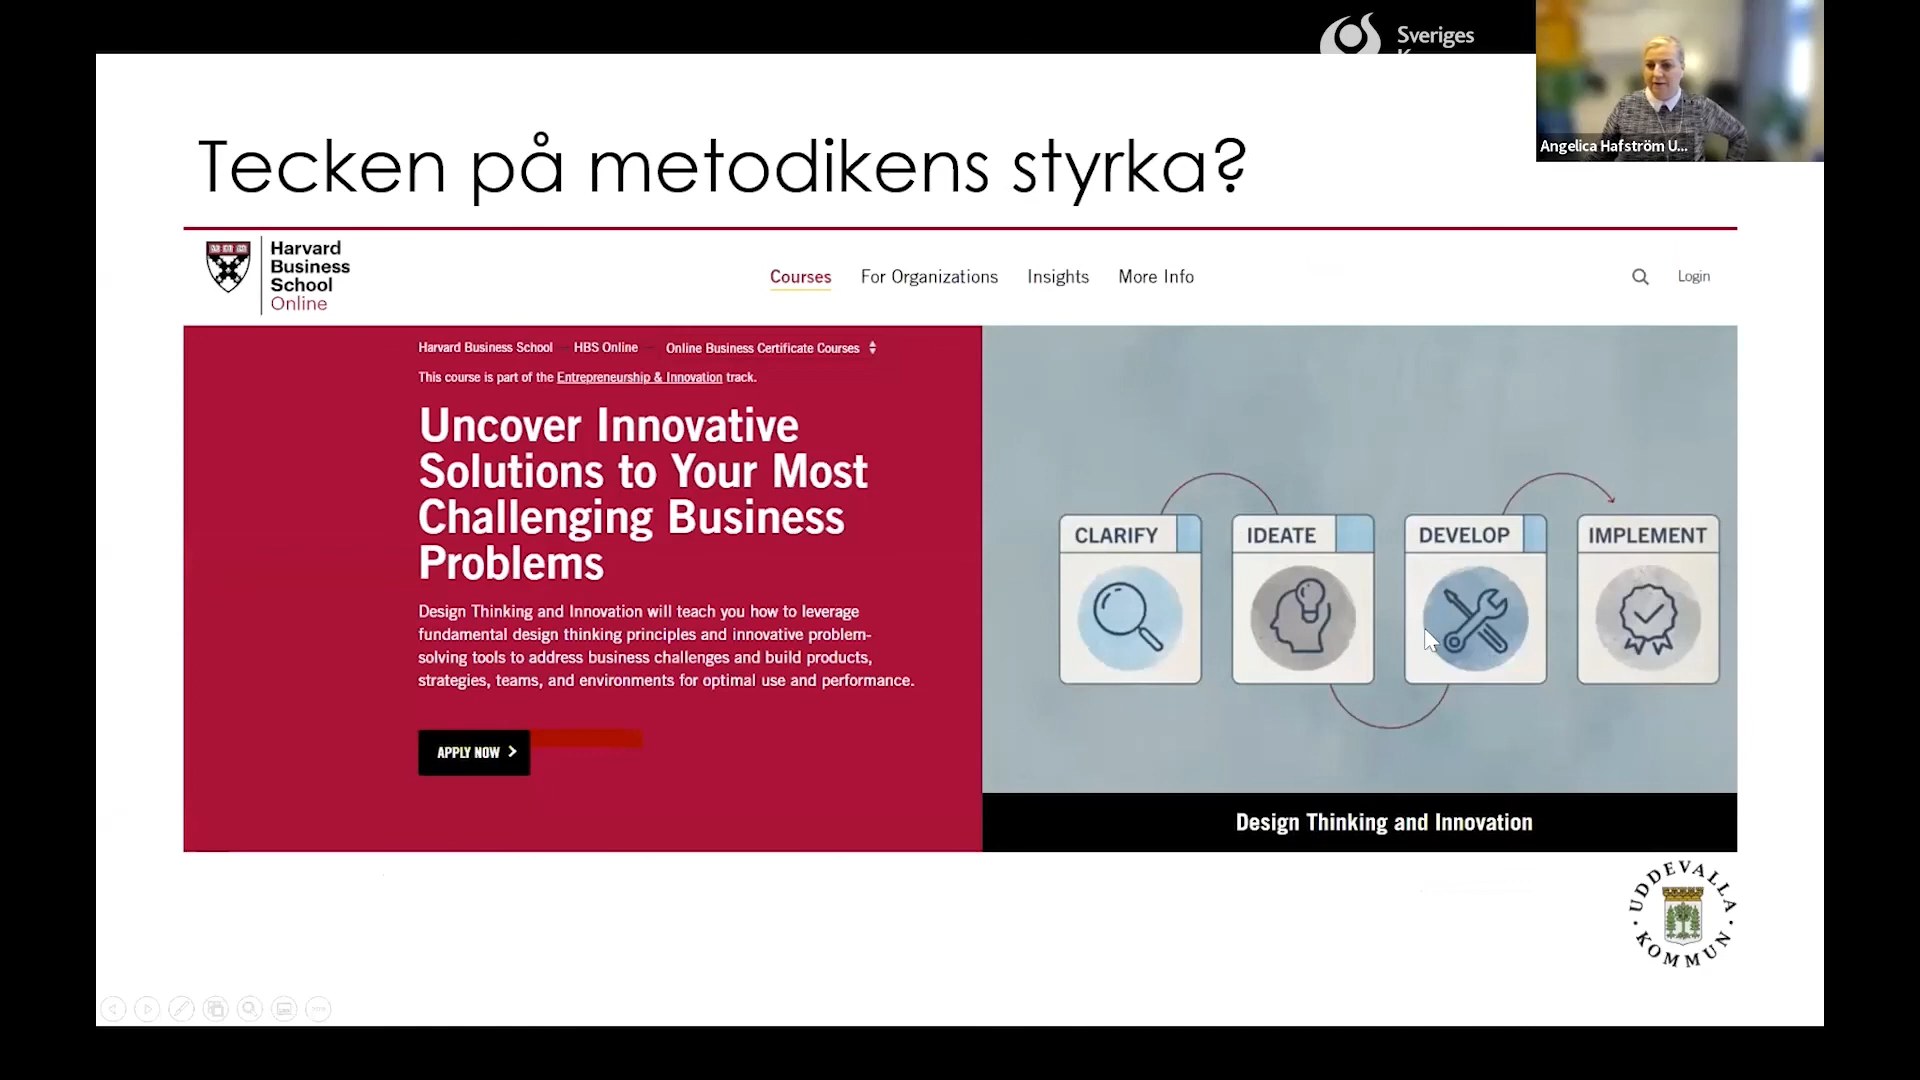 Sveriges
Angelica Hafström U...
Tecken på metodikens styrka?
Harvard
Business
School
Online
Courses
For Organizations
Insights
More Info
Login
Harvard Business School
HBS Online
Online Business Certificate Courses
This course is part of the Entrepreneurship & Innovation track.
Uncover Innovative
Solutions to Your Most
Challenging Business
Problems
Design Thinking and Innovation will teach you how to leverage
fundamental design thinking principles and innovative problem-
solving tools to address business challenges and build products,
strategies, teams, and environments for optimal use and performance.
APPLY NOW
CLARIFY
IDEATE
DEVELOP
IMPLEMENT
Design Thinking and Innovation
UDDEVALLA
KOMMUN